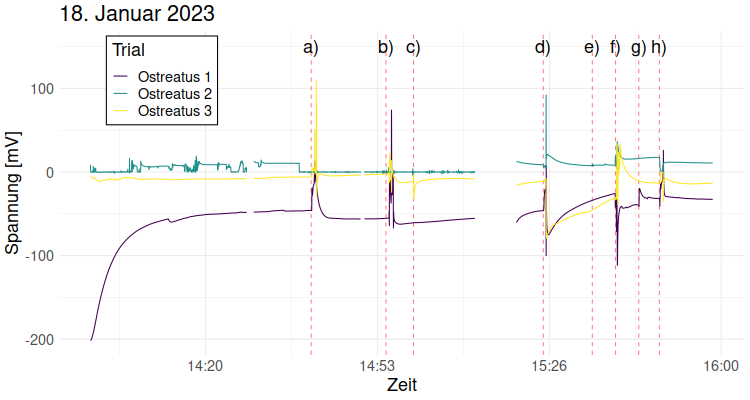 18. Januar 2023
Trial
Ostreatus 1
Ostreatus 2
Ostreatus 3
a) b) c) d) e) f) g) h)
Spannung [mV]
100
0
-100
-200
14:20 14:53 15:26 16:00
Zeit